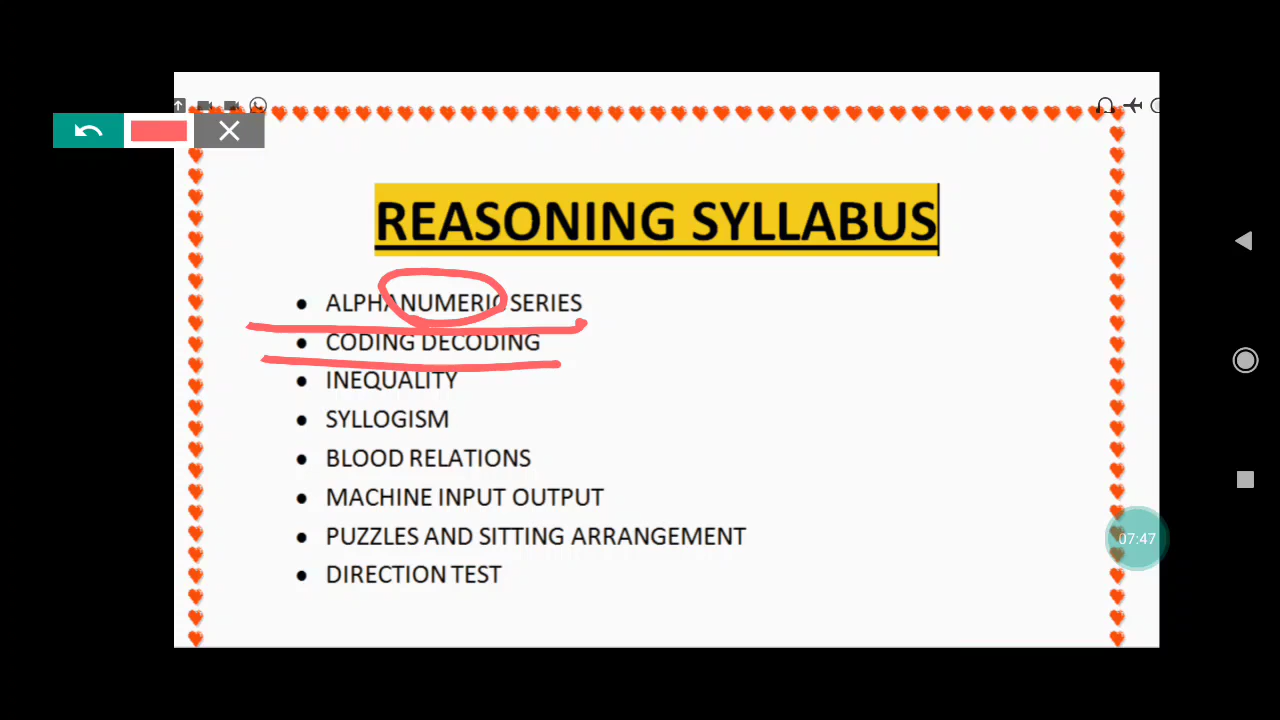 REASONING SYLLABUS
• ALPHANUMERIC SERIES
• CODING DECODING
• INEQUALITY
• SYLLOGISM
• BLOOD RELATIONS
• MACHINE INPUT OUTPUT
• PUZZLES AND SITTING ARRANGEMENT
• DIRECTION TEST
07:47